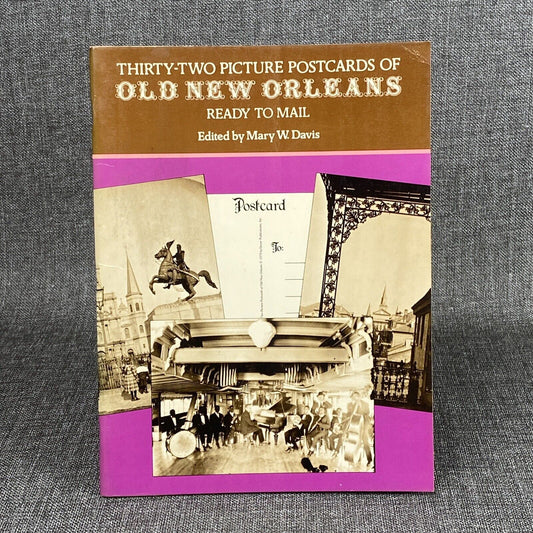 THIRTY-TWO PICTURE POSTCARDS OF
OLD NEW ORLEANS
READY TO MAIL
Edited by Mary W. Davis
Postcard
To: